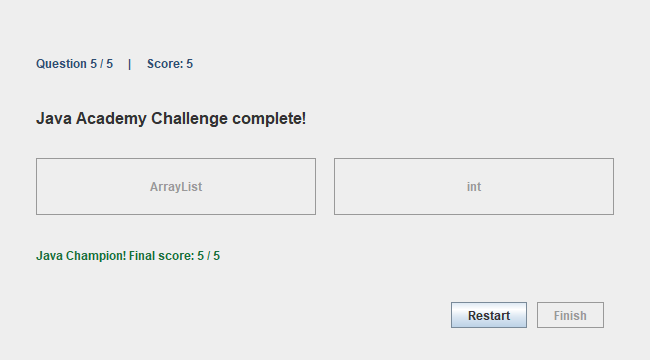 Question 5 / 5 | Score: 5
Java Academy Challenge complete!
ArrayList int
Java Champion! Final score: 5 / 5
Restart Finish